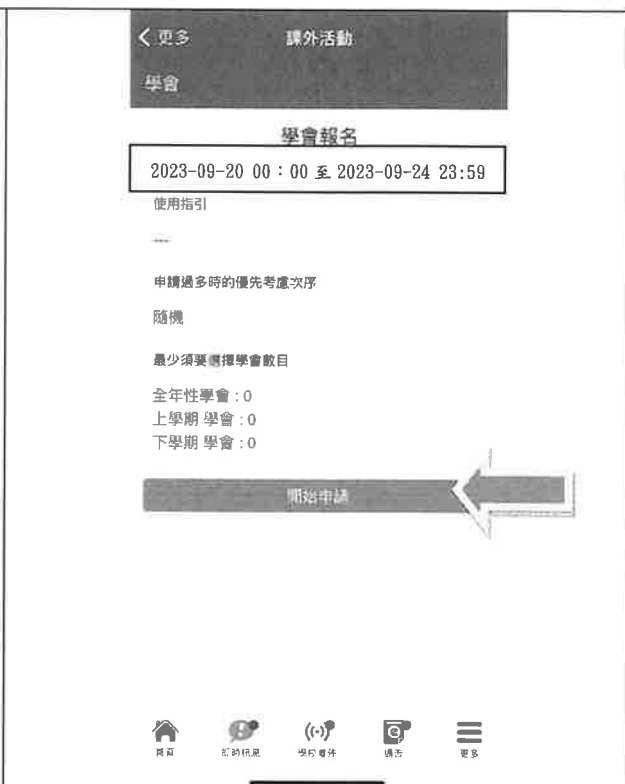 更多 課外活動
學會
學會報名
2023-09-20 00：00 至 2023-09-24 23:59
使用指引
---
申請過多時的優先考慮次序
隨機
最少須要選擇學會數目
全年性學會 : 0
上學期 學會 : 0
下學期 學會 : 0
開始申請
首頁 即時訊息 學校電郵 通告 更多